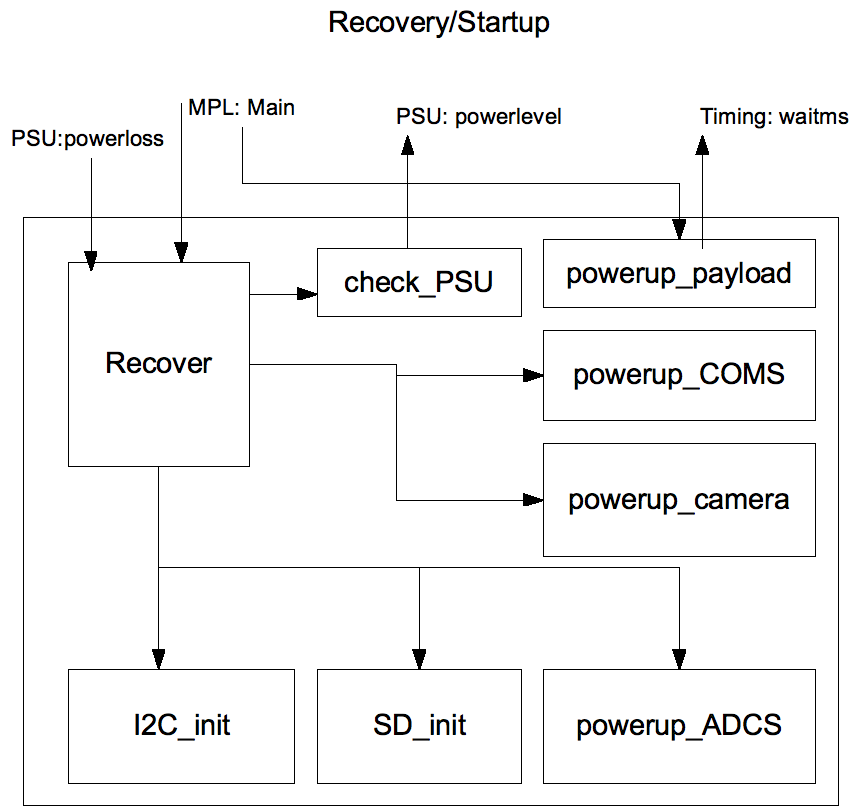 Recovery/Startup
MPL: Main
PSU: powerlevel
Timing: waitms
PSU:powerloss
check_PSU
powerup_payload
Recover
powerup_COMS
powerup_camera
I2C_init
SD_init
powerup_ADCS